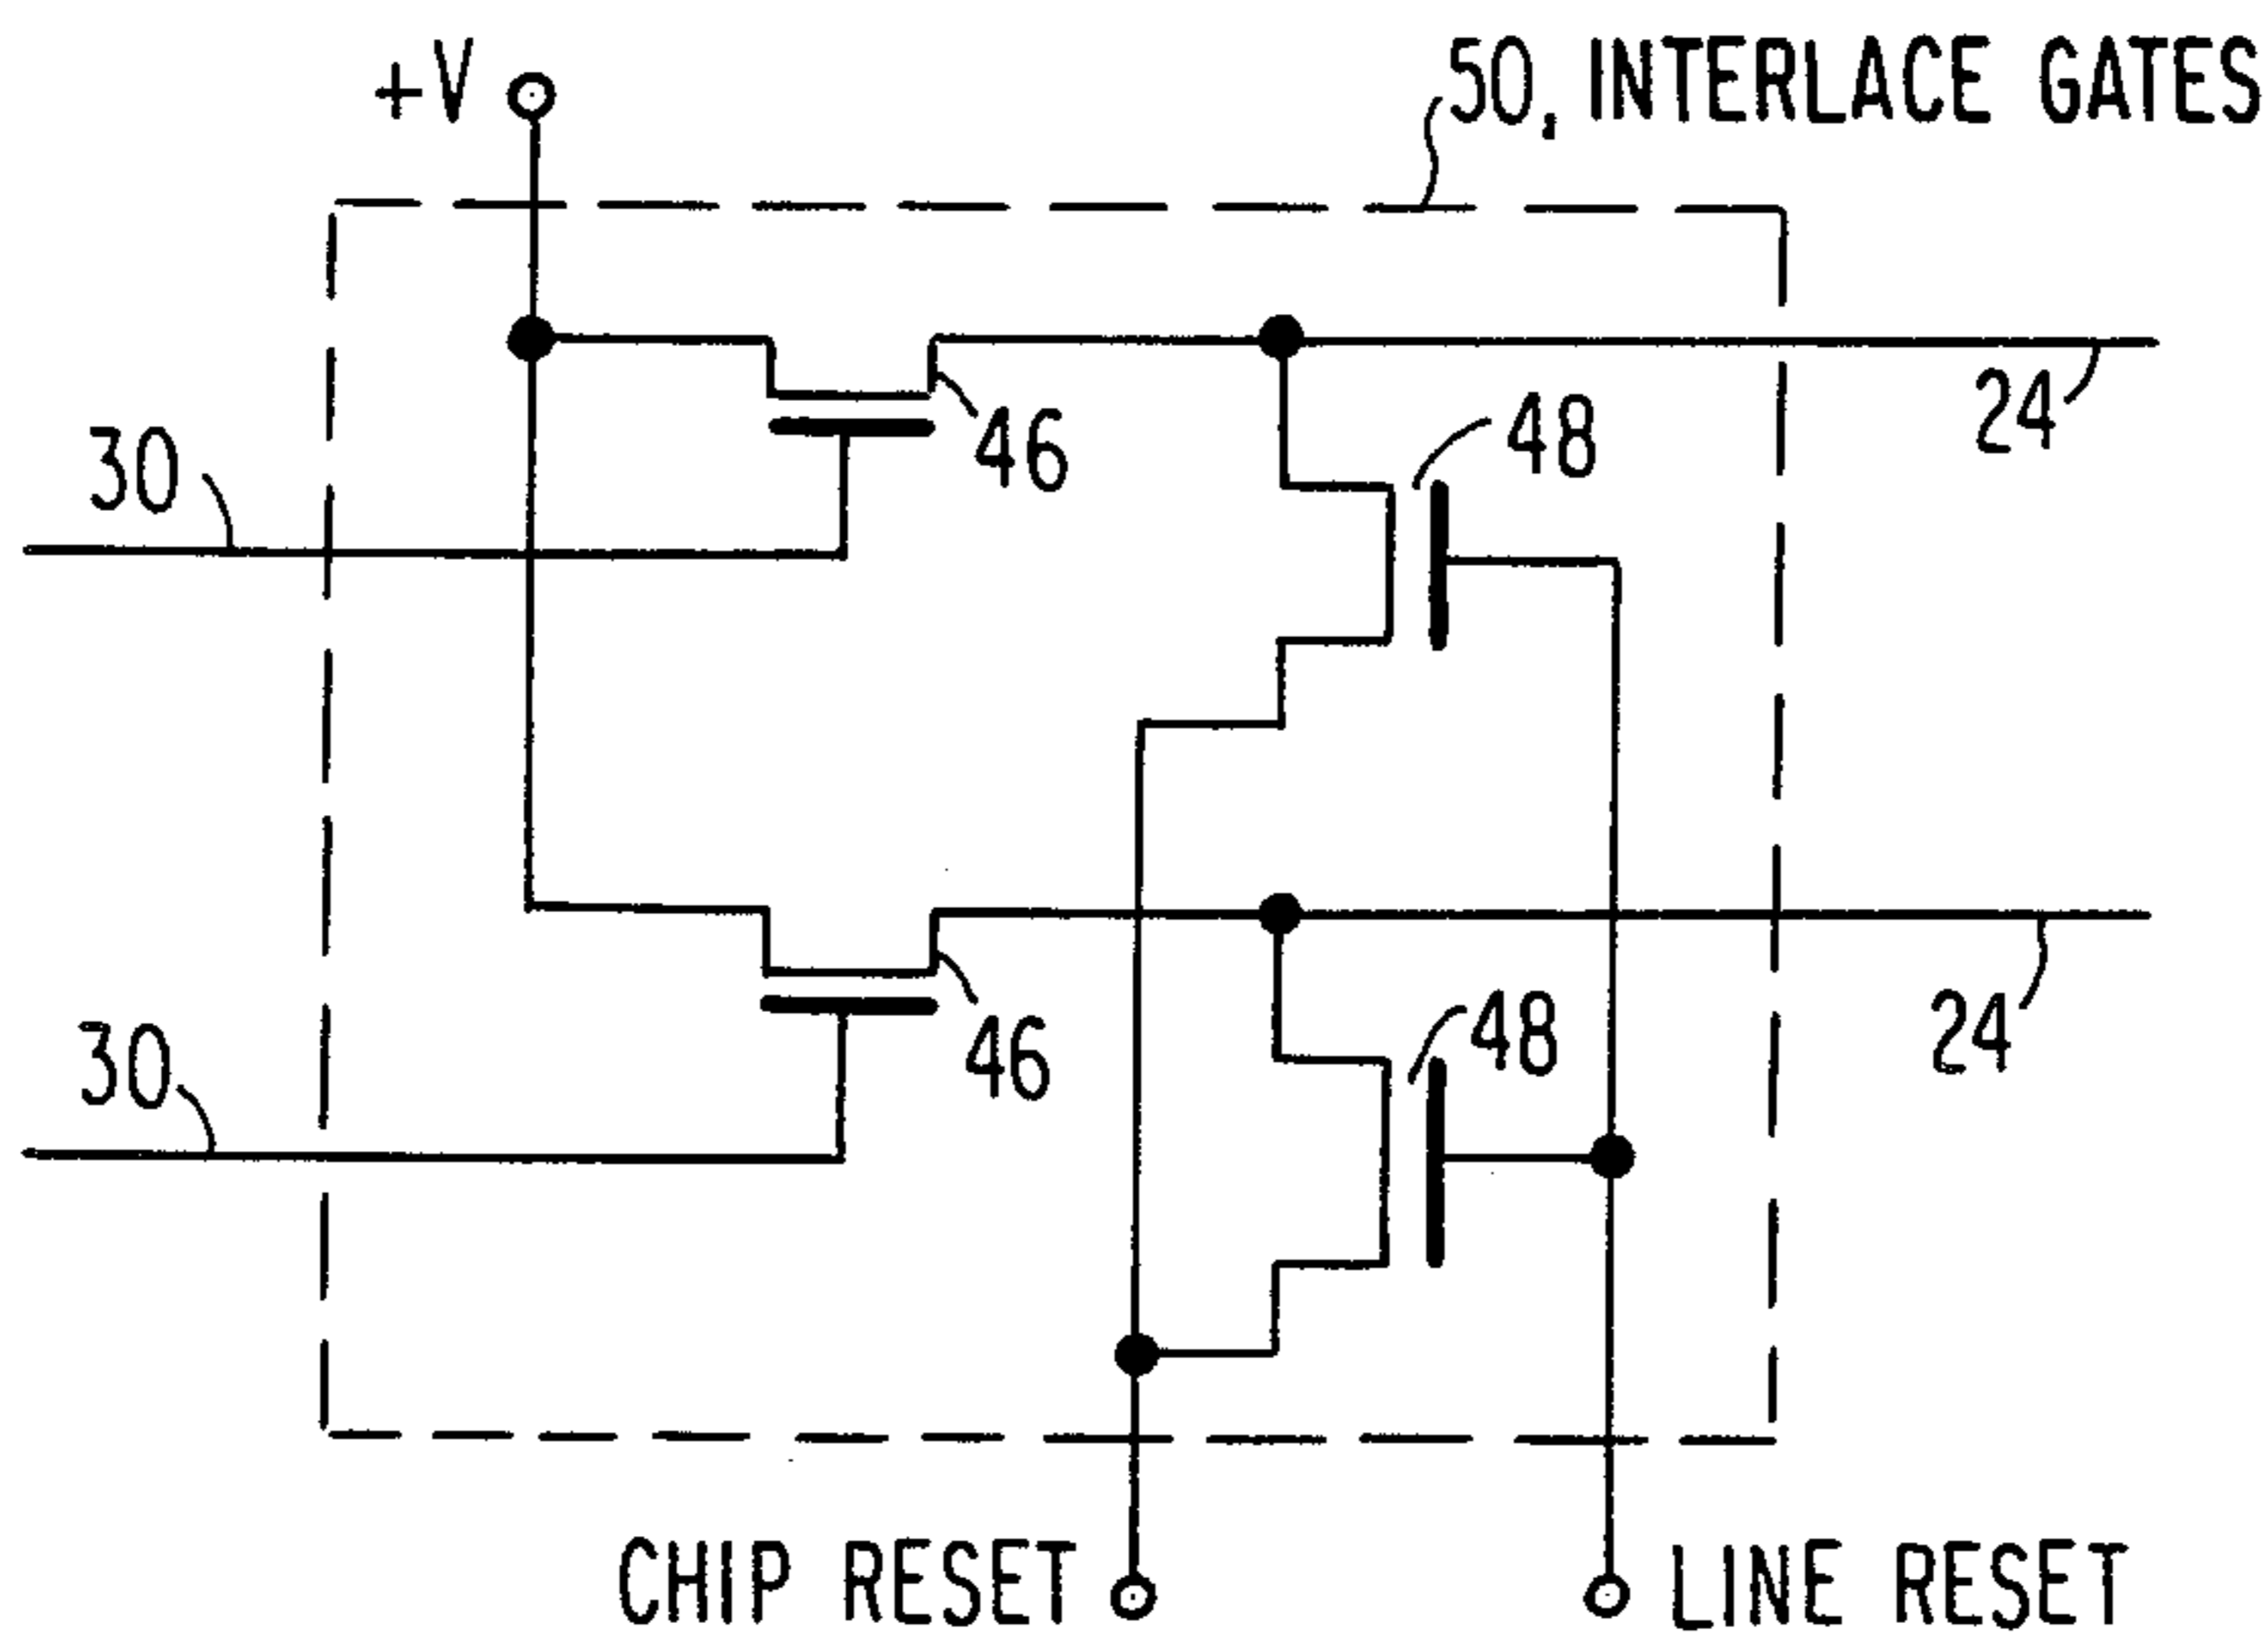 +V
50, INTERLACE GATES
24
46
48
30
24
48
46
30
CHIP RESET
LINE RESET